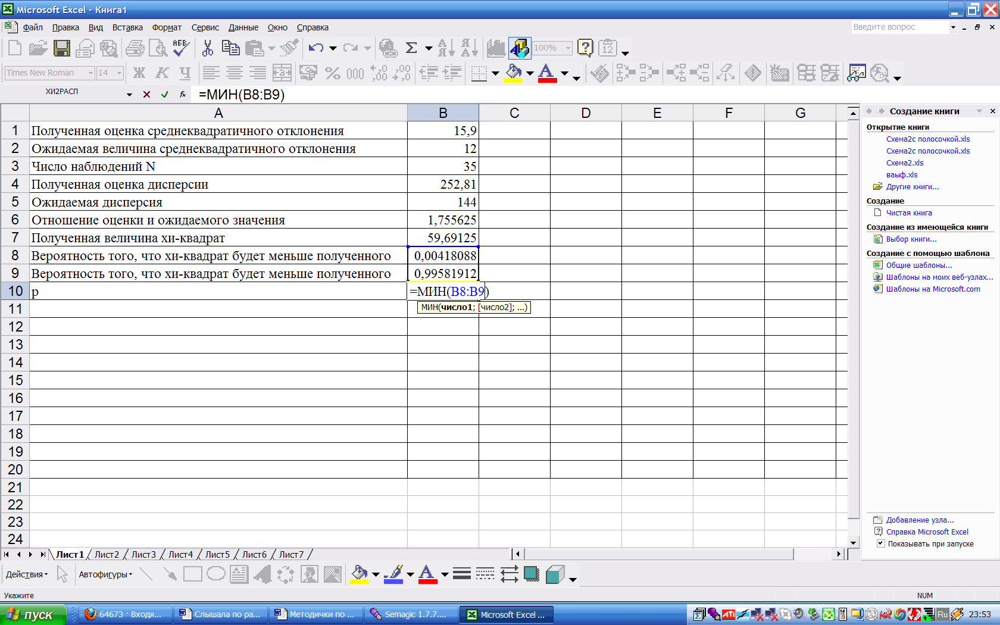 Microsoft Excel - Книга1
Файл Правка Вид Вставка Формат Сервис Данные Окно Справка Введите вопрос
100%
Times New Roman 14 Ж К Ч % 000
ХИ2РАСП =МИН(B8:B9)
A B C D E F G
1 Полученная оценка среднеквадратичного отклонения 15,9
2 Ожидаемая величина среднеквадратичного отклонения 12
3 Число наблюдений N 35
4 Полученная оценка дисперсии 252,81
5 Ожидаемая дисперсия 144
6 Отношение оценки и ожидаемого значения 1,755625
7 Полученная величина хи-квадрат 59,69125
8 Вероятность того, что хи-квадрат будет меньше полученного 0,00418088
9 Вероятность того, что хи-квадрат будет меньше полученного 0,99581912
10 p =МИН(B8:B9)
МИН(число1; [число2]; ...)
11
12
13
14
15
16
17
18
19
20
21
22
23
24
Создание книги
Открытие книги
Схема2с полосочкой.xls
Схема2с полосочкой.xls
Схема2.xls
ваыф.xls
Другие книги...
Создание
Чистая книга
Создание из имеющейся книги
Выбор книги...
Создание с помощью шаблона
Общие шаблоны...
Шаблоны на моих веб-узлах...
Шаблоны на Microsoft.com
Добавление узла...
Справка Microsoft Excel
Показывать при запуске
Лист1 Лист2 Лист3 Лист4 Лист5 Лист6 Лист7
Действия Автофигуры
Укажите NUM
пуск 64673 · Входя... Слышала по ра... Методички по ... Semagic 1.7.7.... Microsoft Excel ... ATI Ru 23:53